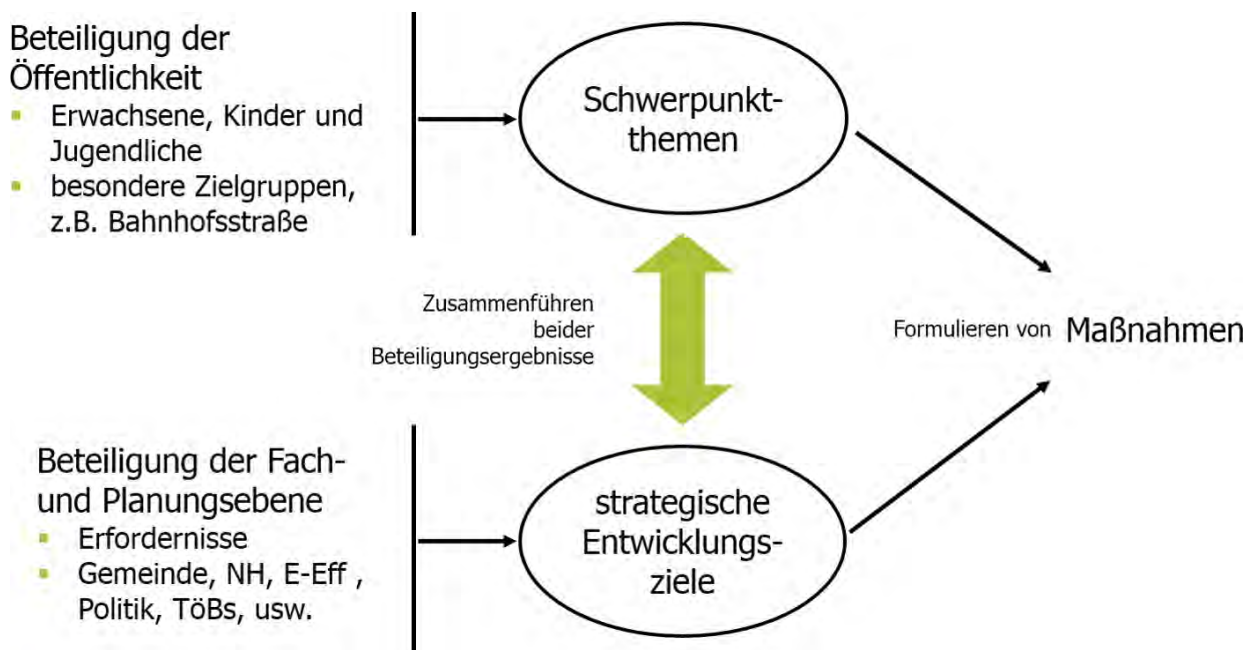 Beteiligung der
Öffentlichkeit
▪ Erwachsene, Kinder und
Jugendliche
▪ besondere Zielgruppen,
z.B. Bahnhofsstraße
Schwerpunkt-
themen
Zusammenführen
beider
Beteiligungsergebnisse
Formulieren von Maßnahmen
Beteiligung der Fach-
und Planungsebene
▪ Erfordernisse
▪ Gemeinde, NH, E-Eff ,
Politik, TöBs, usw.
strategische
Entwicklungs-
ziele